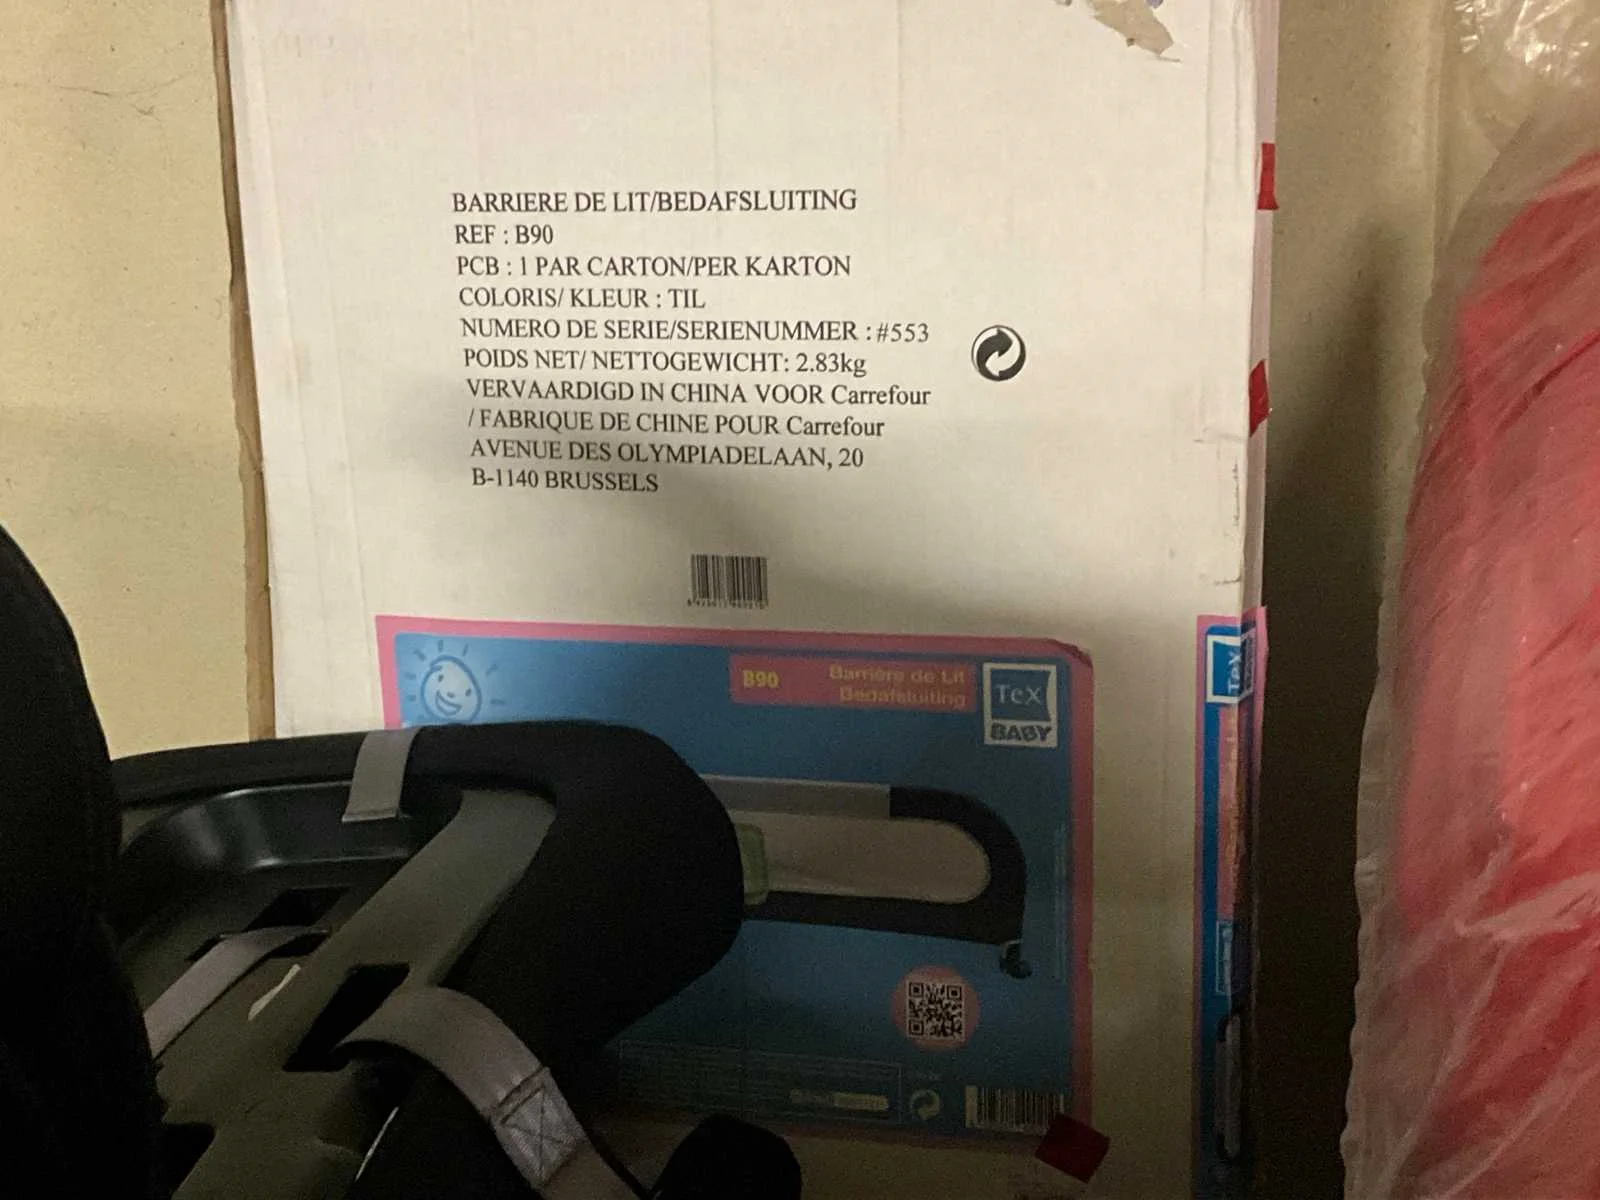 BARRIERE DE LIT/BEDAFSLUITING
REF : B90
PCB : 1 PAR CARTON/PER KARTON
COLORIS/ KLEUR : TIL
NUMERO DE SERIE/SERIENUMMER : #553
POIDS NET/ NETTOGEWICHT: 2.83kg
VERVAARDIGD IN CHINA VOOR Carrefour
/ FABRIQUE DE CHINE POUR Carrefour
AVENUE DES OLYMPIADELAAN, 20
B-1140 BRUSSELS
B90
Barrière de Lit
Bedafsluiting
TeX
BABY
TeX